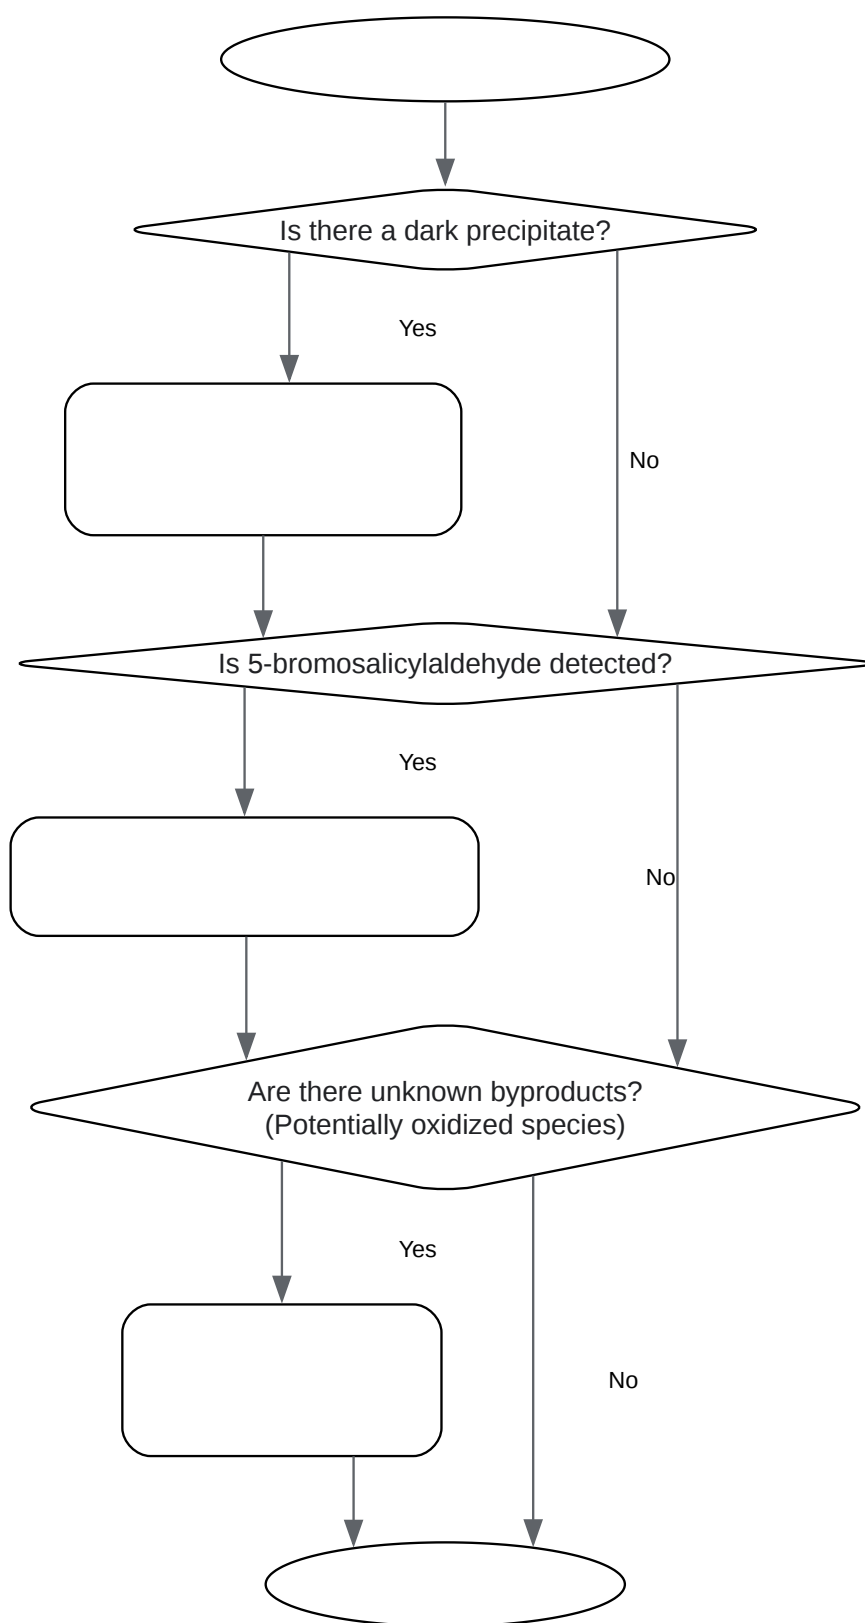 Is there a dark precipitate?
Yes
No
Is 5-bromosalicylaldehyde detected?
Yes
No
Are there unknown byproducts?
(Potentially oxidized species)
Yes
No